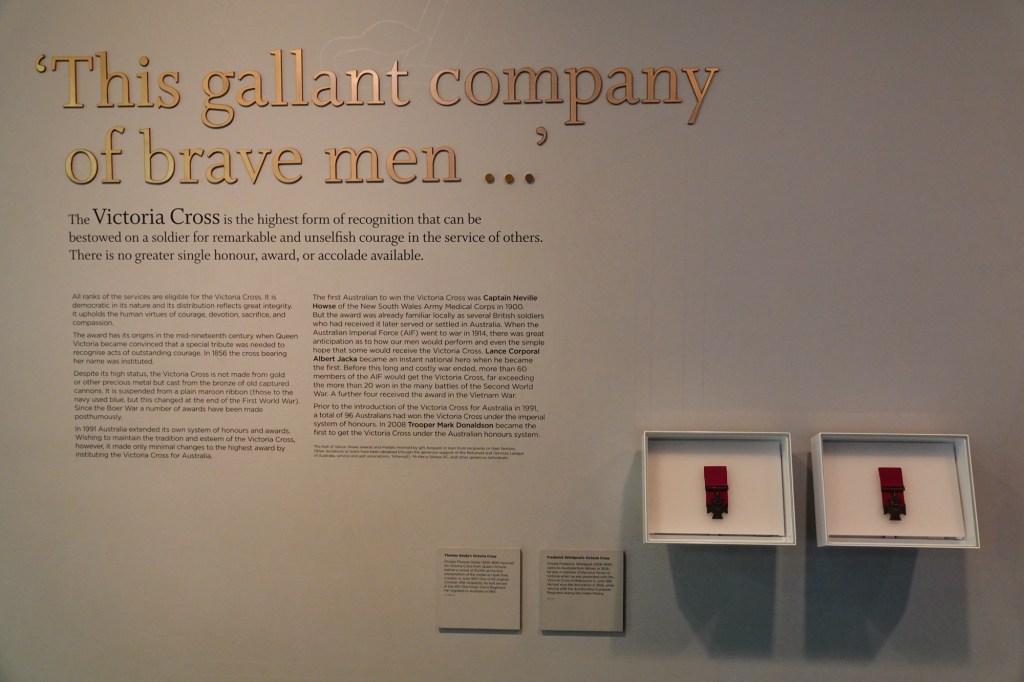 ‘This gallant company
of brave men ...’
The Victoria Cross is the highest form of recognition that can be
bestowed on a soldier for remarkable and unselfish courage in the service of others.
There is no greater single honour, award, or accolade available.
All ranks of the services are eligible for the Victoria Cross. It is
democratic in its nature and its distribution reflects great integrity.
It upholds the human virtues of courage, devotion, sacrifice, and
compassion.
The award has its origins in the mid-nineteenth century when Queen
Victoria became convinced that a special tribute was needed to
recognise acts of outstanding courage. In 1856 the cross bearing
her name was instituted.
Despite its high status, the Victoria Cross is not made from gold
or other precious metal but cast from the bronze of old captured
cannons. It is suspended from a plain maroon ribbon (those to the
navy used blue, but this changed at the end of the First World War).
Since the Boer War a number of awards have been made
posthumously.
In 1991 Australia extended its own system of honours and awards.
Wishing to maintain the tradition and esteem of the Victoria Cross,
however, it made only minimal changes to the highest award by
instituting the Victoria Cross for Australia.
The first Australian to win the Victoria Cross was Captain Neville
Howse of the New South Wales Army Medical Corps in 1900.
But the award was already familiar locally as several British soldiers
who had received it later served or settled in Australia. When the
Australian Imperial Force (AIF) went to war in 1914, there was great
anticipation as to how our men would perform and even the simple
hope that some would receive the Victoria Cross. Lance Corporal
Albert Jacka became an instant national hero when he became
the first. Before this long and costly war ended, more than 60
members of the AIF would get the Victoria Cross, far exceeding
the more than 20 won in the many battles of the Second World
War. A further four received the award in the Vietnam War.
Prior to the introduction of the Victoria Cross for Australia in 1991,
a total of 96 Australians had won the Victoria Cross under the imperial
system of honours. In 2008 Trooper Mark Donaldson became the
first to get the Victoria Cross under the Australian honours system.
Victoria Cross
Frederick Whirlpool's Victoria Cross